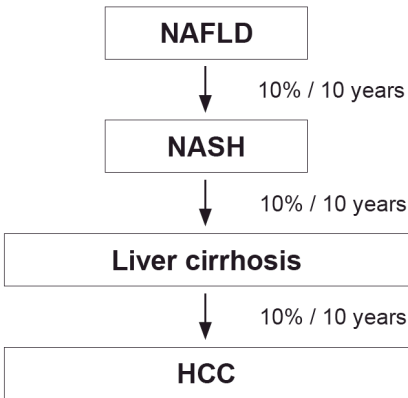 NAFLD
10% / 10 years
NASH
10% / 10 years
Liver cirrhosis
10% / 10 years
HCC